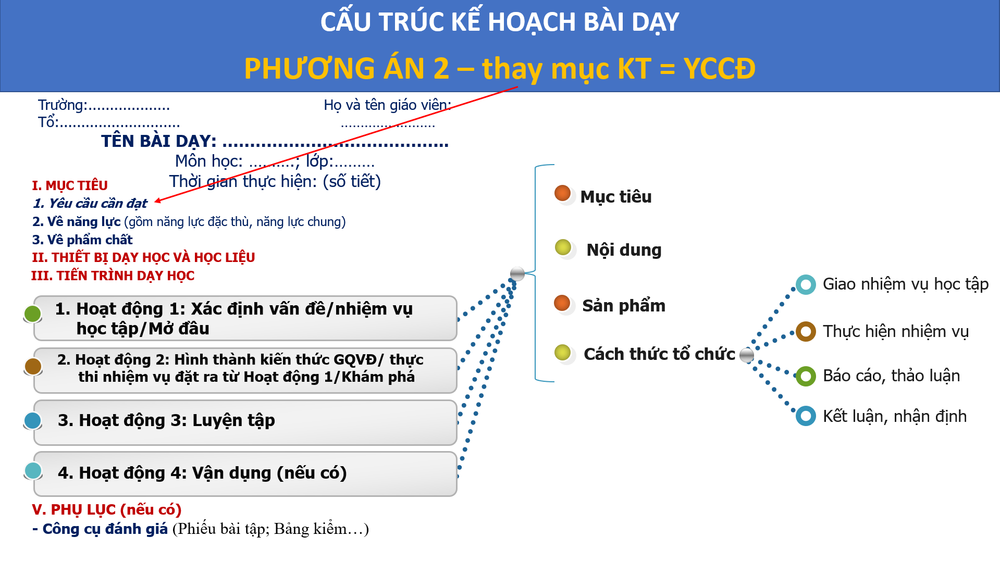 CẤU TRÚC KẾ HOẠCH BÀI DẠY
PHƯƠNG ÁN 2 – thay mục KT = YCCĐ
Trường:...................
Họ và tên giáo viên:
Tổ:............................
........................
TÊN BÀI DẠY: .........................................
Môn học: ..........; lớp:.........
Thời gian thực hiện: (số tiết)
I. MỤC TIÊU
1. Yêu cầu cần đạt
2. Về năng lực (gồm năng lực đặc thù, năng lực chung)
3. Về phẩm chất
II. THIẾT BỊ DẠY HỌC VÀ HỌC LIỆU
III. TIẾN TRÌNH DẠY HỌC
1. Hoạt động 1: Xác định vấn đề/nhiệm vụ
học tập/Mở đầu
2. Hoạt động 2: Hình thành kiến thức GQVĐ/ thực
thi nhiệm vụ đặt ra từ Hoạt động 1/Khám phá
3. Hoạt động 3: Luyện tập
4. Hoạt động 4: Vận dụng (nếu có)
V. PHỤ LỤC (nếu có)
- Công cụ đánh giá (Phiếu bài tập; Bảng kiểm…)
Mục tiêu
Nội dung
Sản phẩm
Cách thức tổ chức
Giao nhiệm vụ học tập
Thực hiện nhiệm vụ
Báo cáo, thảo luận
Kết luận, nhận định